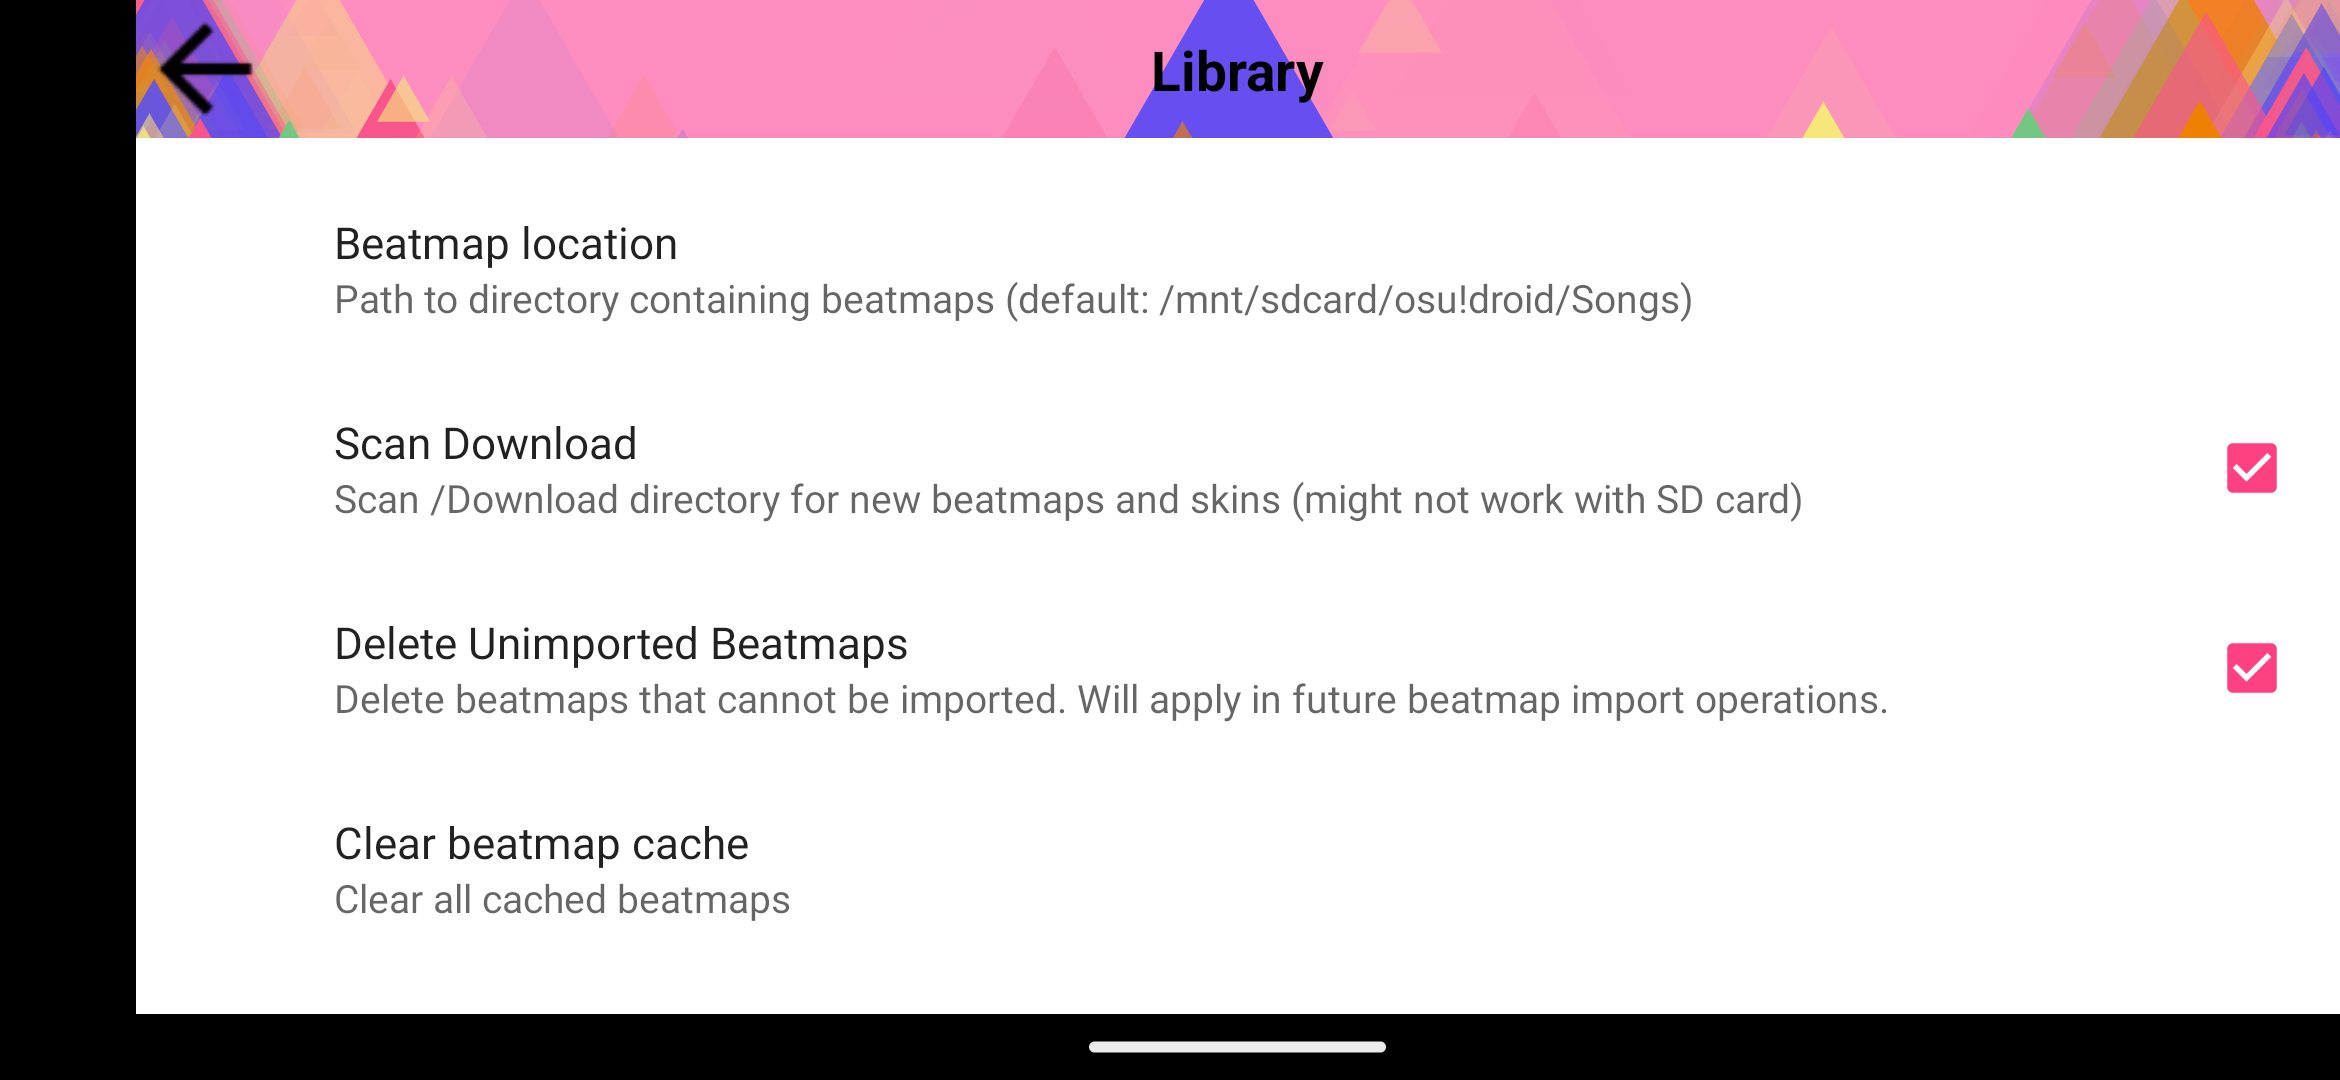 Library
Beatmap location
Path to directory containing beatmaps (default: /mnt/sdcard/osu!droid/Songs)
Scan Download
Scan /Download directory for new beatmaps and skins (might not work with SD card)
Delete Unimported Beatmaps
Delete beatmaps that cannot be imported. Will apply in future beatmap import operations.
Clear beatmap cache
Clear all cached beatmaps